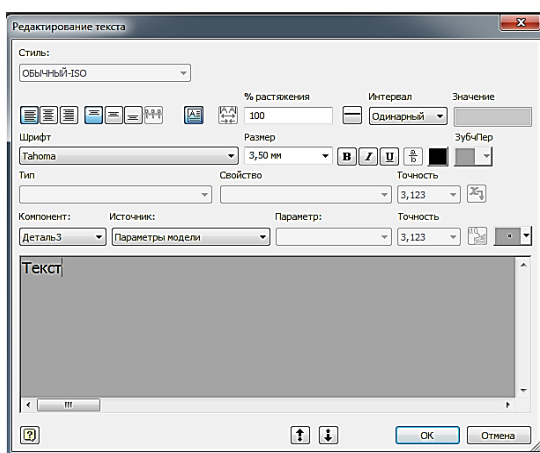 Редактирование текста
Стиль:
ОБЫЧНЫЙ-ISO
% растяжения Интервал Значение
100 Одинарный
Шрифт Размер ЗубчПер
Tahoma 3,50 мм B I U
Тип Свойство Точность
3,123
Компонент: Источник: Параметр: Точность
Деталь3 Параметры модели 3,123
Текст
ОК Отмена